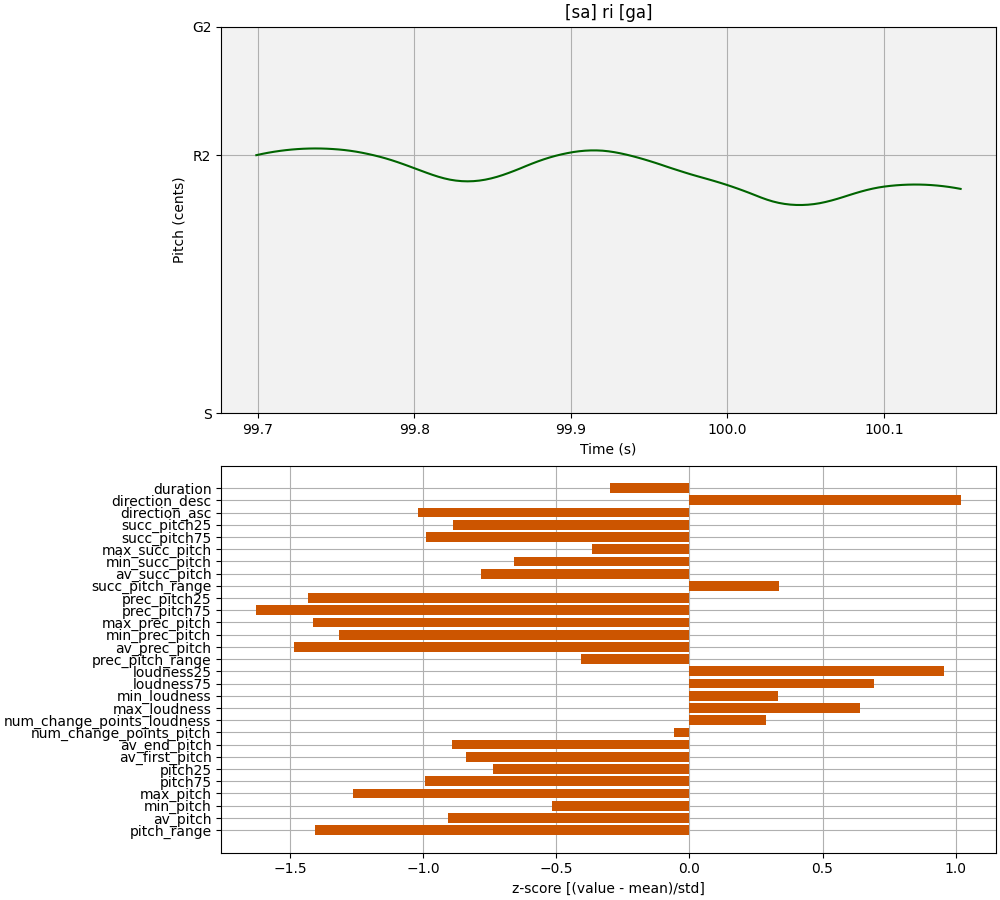 [sa] ri [ga]
G2
R2
S
Pitch (cents)
99.7 99.8 99.9 100.0 100.1
Time (s)
duration
direction_desc
direction_asc
succ_pitch25
succ_pitch75
max_succ_pitch
min_succ_pitch
av_succ_pitch
succ_pitch_range
prec_pitch25
prec_pitch75
max_prec_pitch
min_prec_pitch
av_prec_pitch
prec_pitch_range
loudness25
loudness75
min_loudness
max_loudness
num_change_points_loudness
num_change_points_pitch
av_end_pitch
av_first_pitch
pitch25
pitch75
max_pitch
min_pitch
av_pitch
pitch_range
−1.5 −1.0 −0.5 0.0 0.5 1.0
z-score [(value - mean)/std]